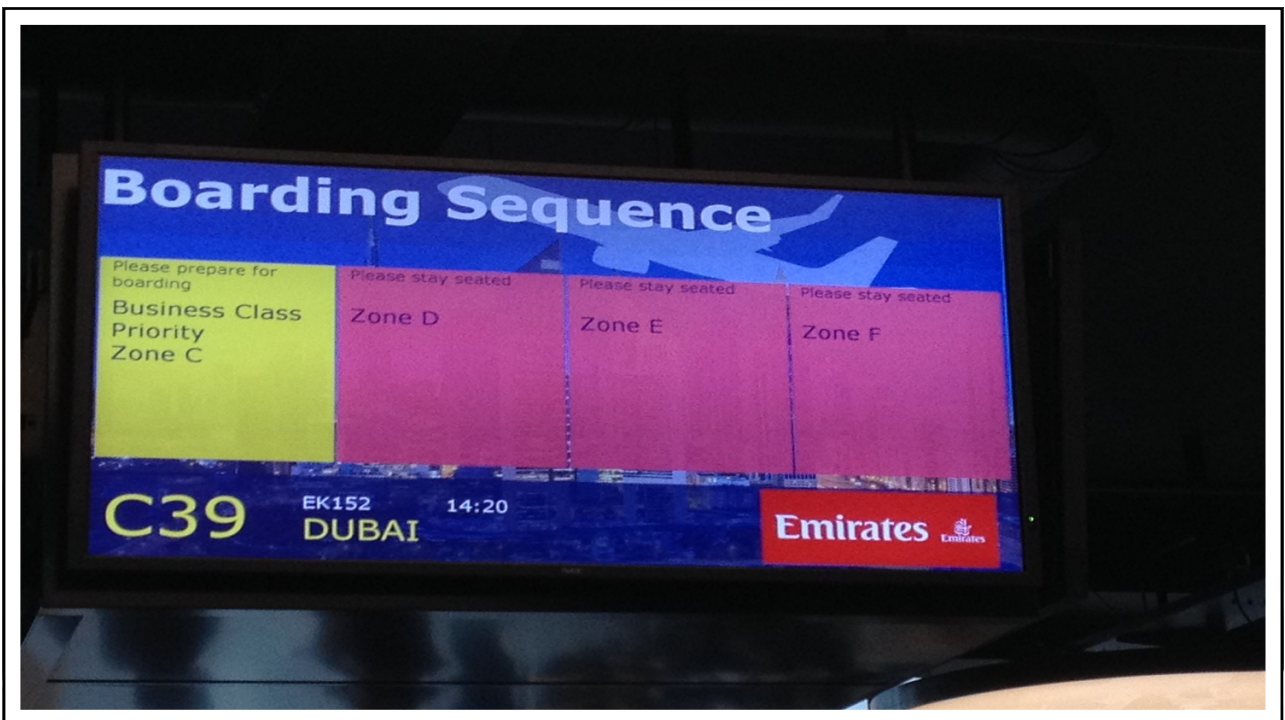 Boarding Sequence
Please prepare for
boarding
Business Class
Priority
Zone C
Please stay seated
Zone D
Please stay seated
Zone E
Please stay seated
Zone F
C39
EK152
14:20
DUBAI
Emirates
Emirates